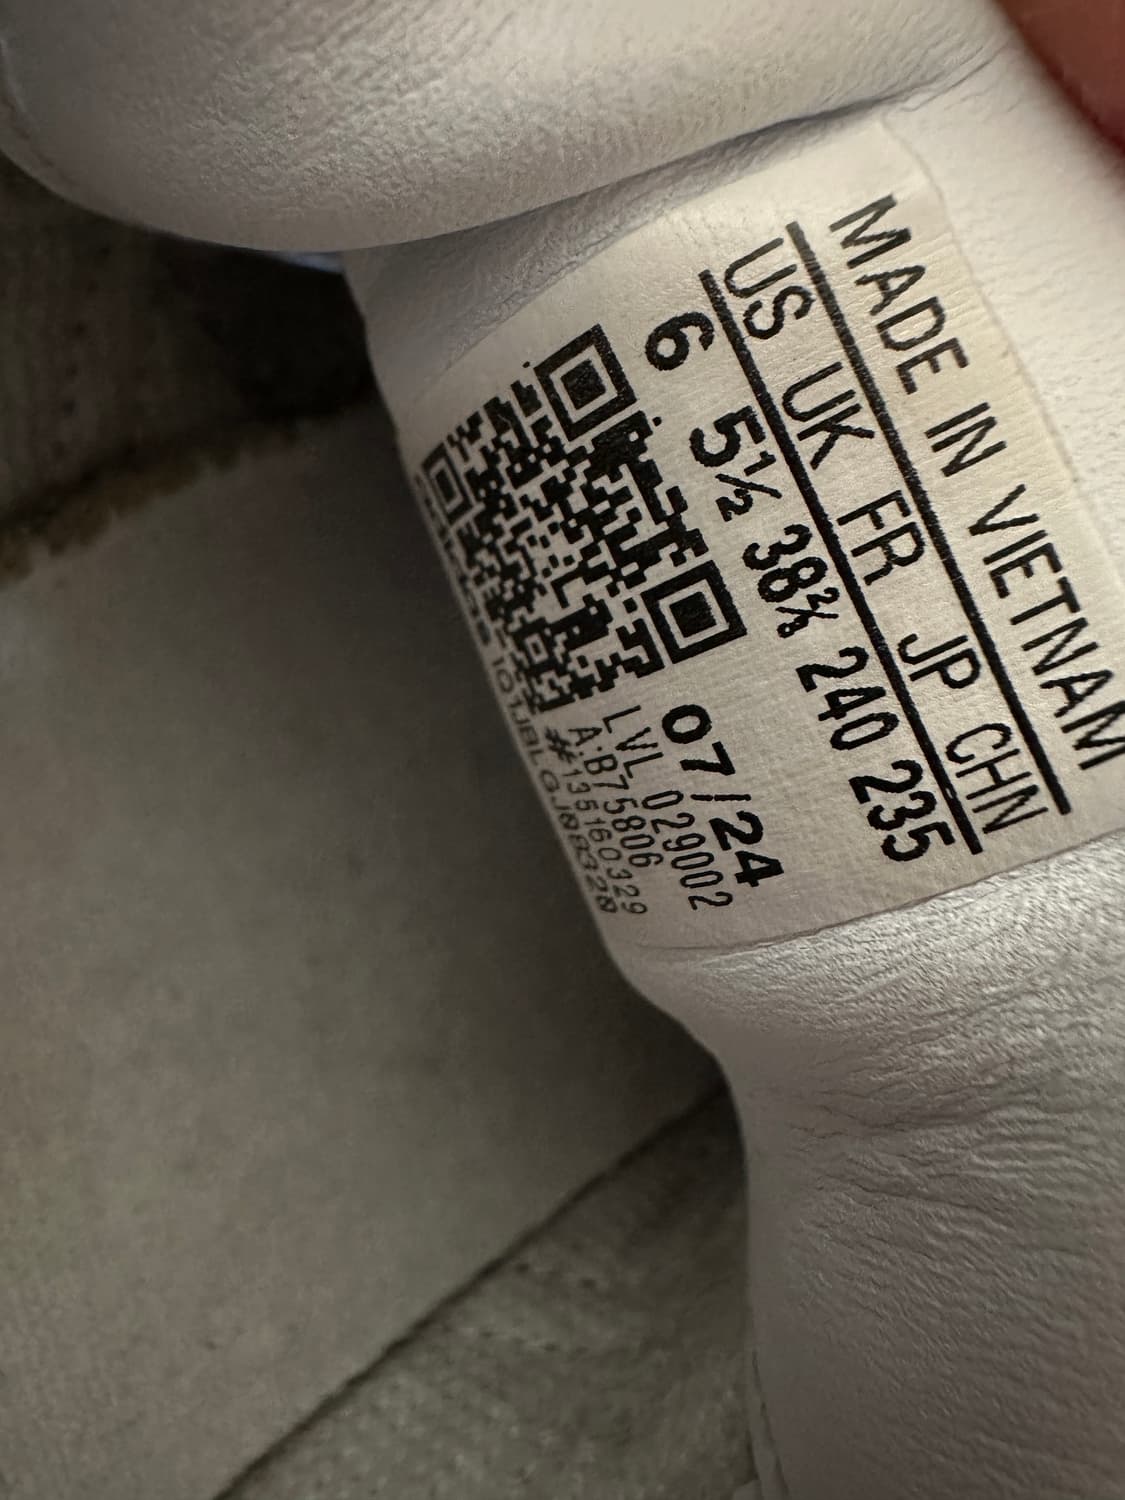 MADE IN VIETNAM
US UK FR JP CHN
6 5½ 38⅔ 240 235
07/24
LVL 029002
A:B75806
#135160329